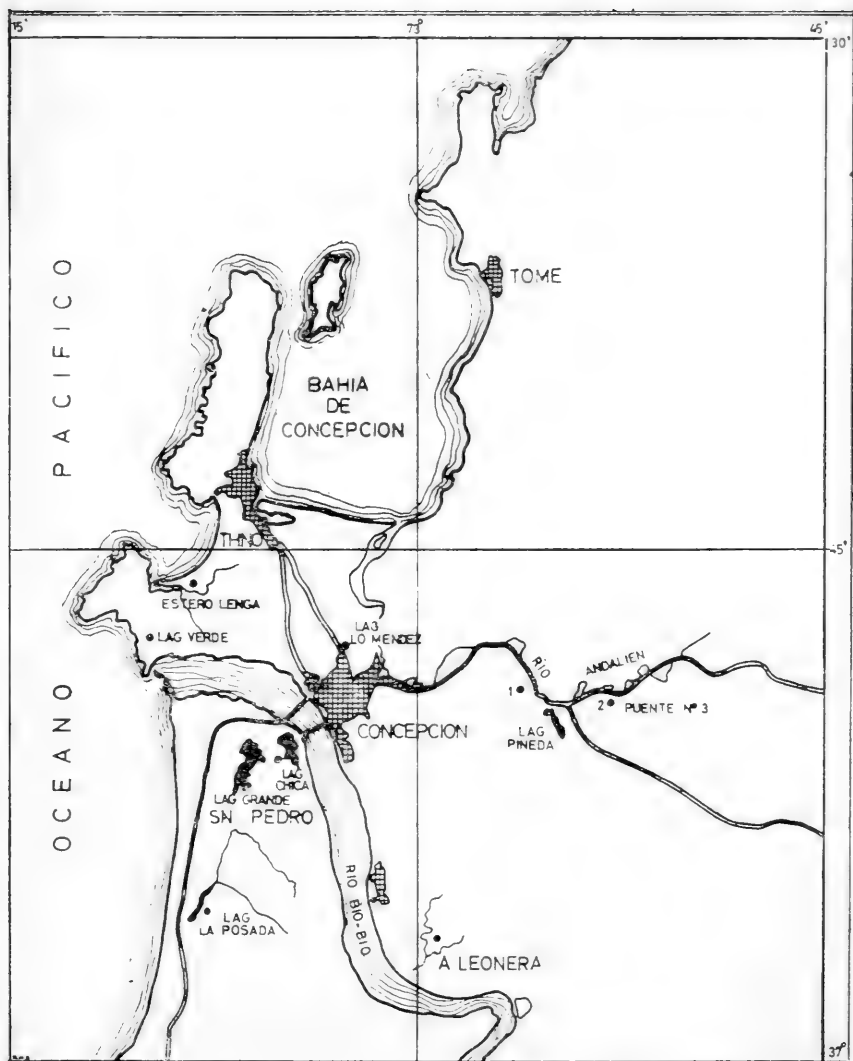 15'
73°
45'
30'
PACIFICO
TOME
BAHIA
DE
CONCEPCION
THNO
45'
ESTERO LENGA
LAG VERDE
LAG
LO MENDEZ
RIO
ANDALIEN
1
2
PUENTE Nº 3
LAG
PINEDA
CONCEPCION
OCEANO
LAG
CHICA
LAG GRANDE
SN PEDRO
RIO BIO-BIO
LAG
LA POSADA
A LEONERA
37°